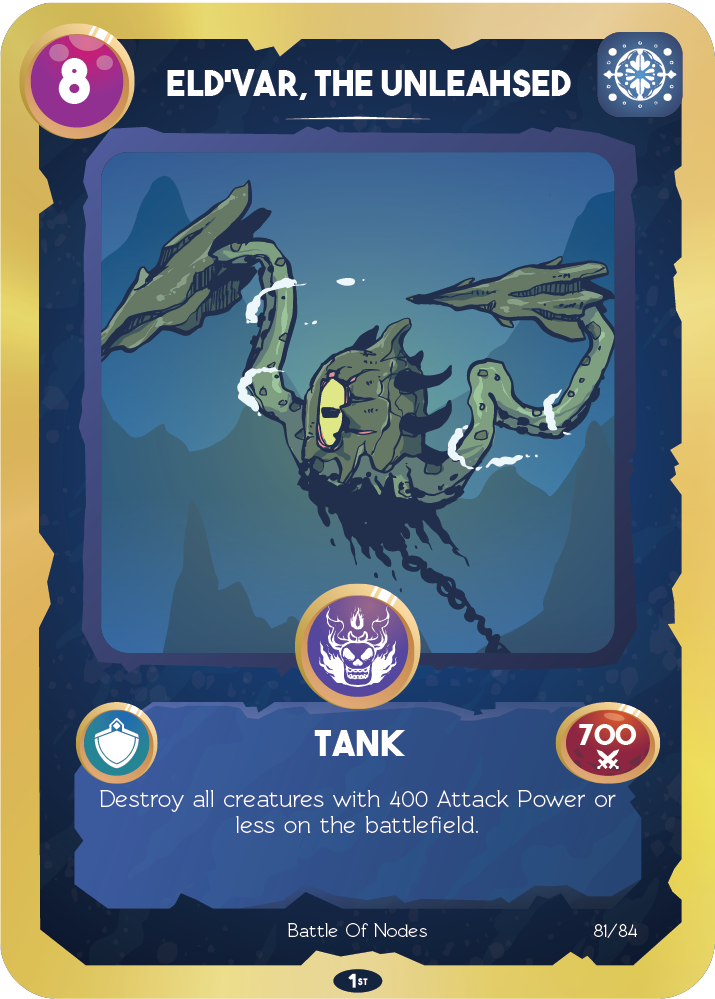 8
ELD'VAR, THE UNLEAHSED
TANK
700
Destroy all creatures with 400 Attack Power or
less on the battlefield.
Battle Of Nodes
81/84
1ST